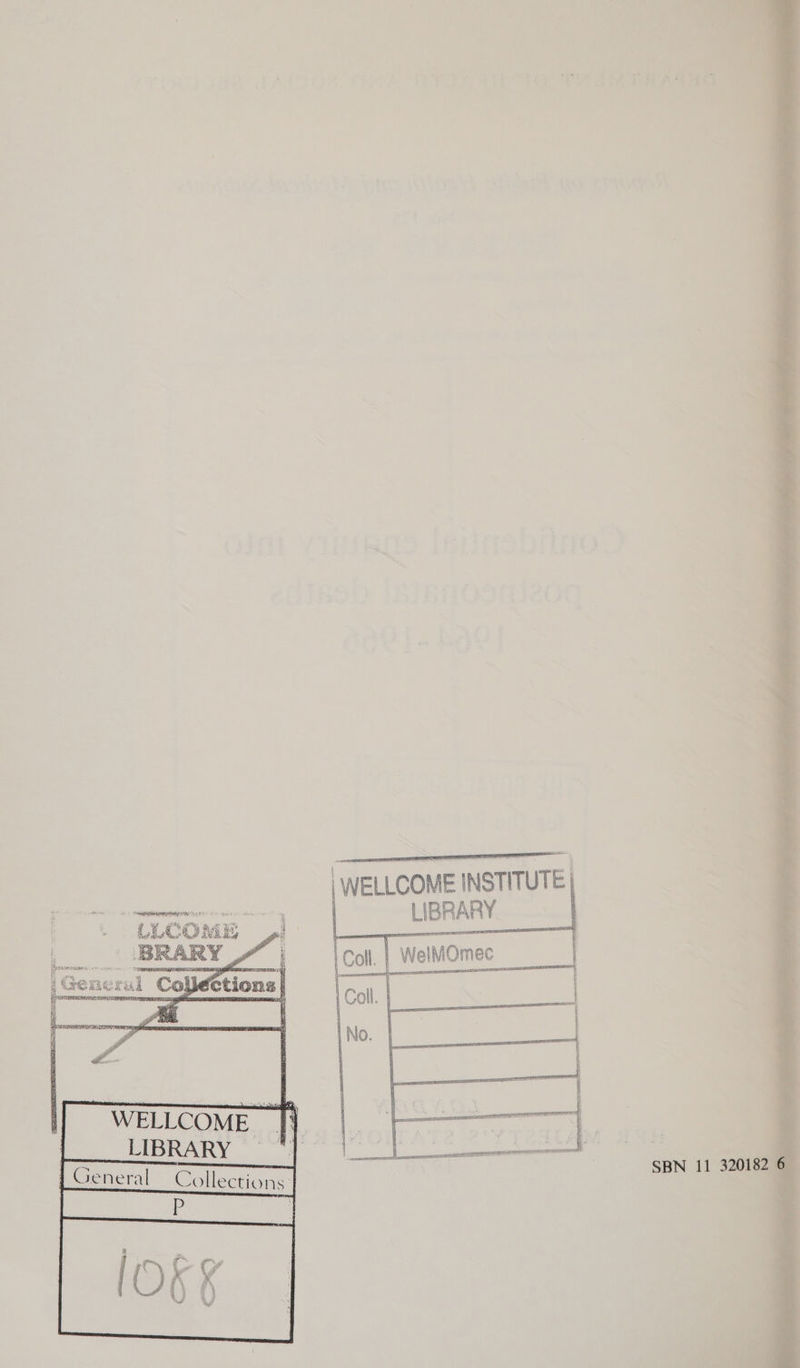 WELLCOME INSTITUTE
LIBRARY
Coll. WelMOmec
Coll.
No.
LLCOME
BRARY
General Collections
WELLCOME
LIBRARY
General Collections
P
1088
SBN 11 320182 6